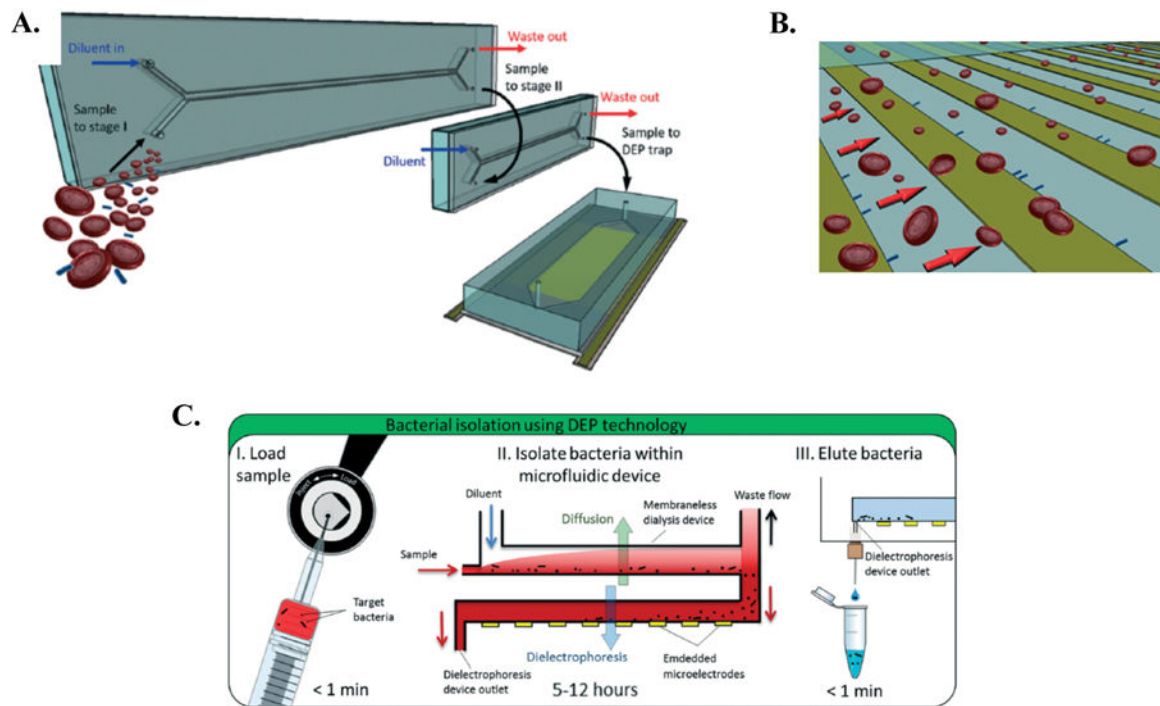 A.
Diluent in
Sample
to stage I
Waste out
Sample
to stage II
Waste out
Diluent
Sample to
DEP trap
B.
C.
Bacterial isolation using DEP technology
I. Load
sample
Inject
Load
Target
bacteria
< 1 min
II. Isolate bacteria within
microfluidic device
Diluent
Diffusion
Membraneless
dialysis device
Waste flow
Sample
Dielectrophoresis
Emdedded
microelectrodes
Dielectrophoresis
device outlet
5-12 hours
III. Elute bacteria
Dielectrophoresis
device outlet
< 1 min